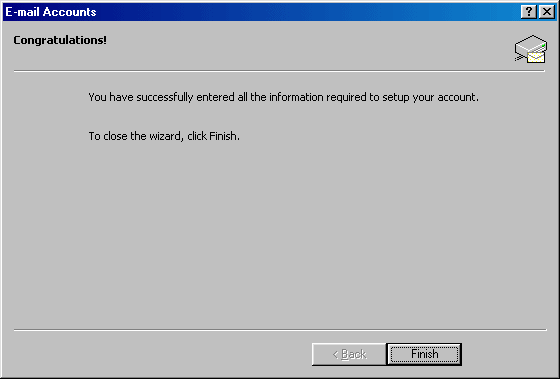 E-mail Accounts
Congratulations!
You have successfully entered all the information required to setup your account.
To close the wizard, click Finish.
< Back
Finish